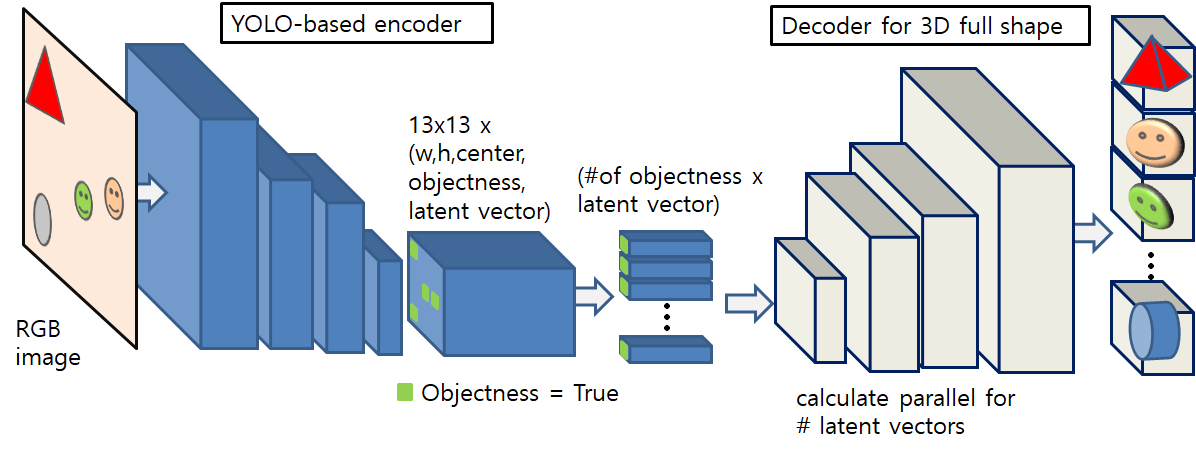 YOLO-based encoder
Decoder for 3D full shape
13x13 x
(w,h,center,
objectness,
latent vector)
(#of objectness x
latent vector)
RGB
image
Objectness = True
calculate parallel for
# latent vectors